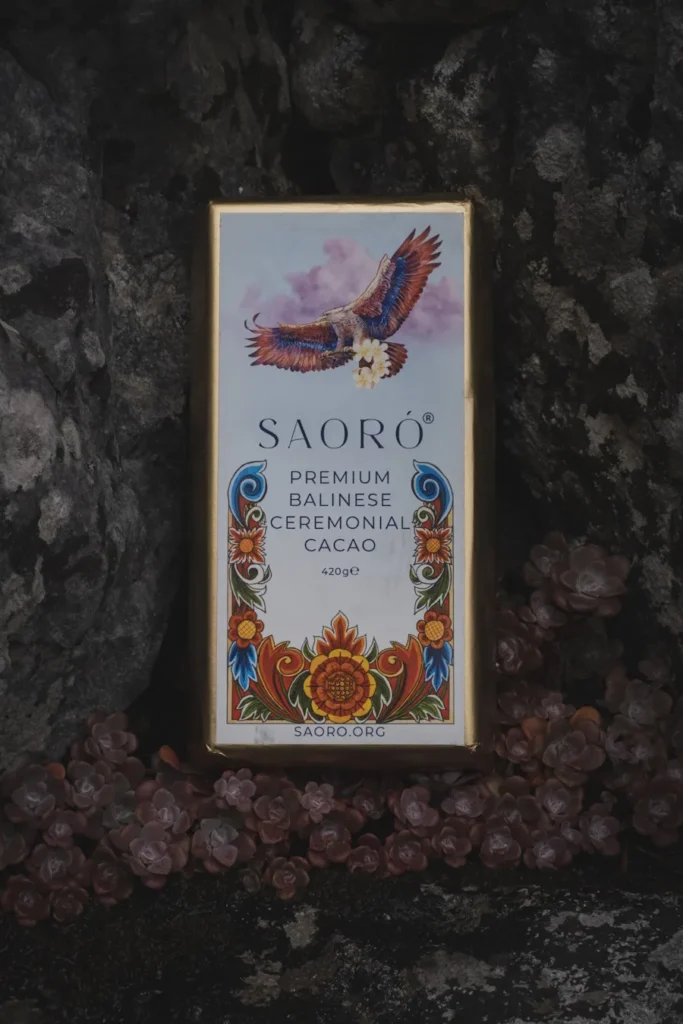 SAORÓ®
PREMIUM
BALINESE
CEREMONIAL
CACAO
420g℮
SAORO.ORG